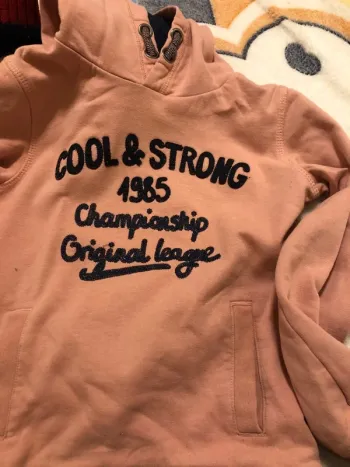 COOL & STRONG
1985
Championship
Original league